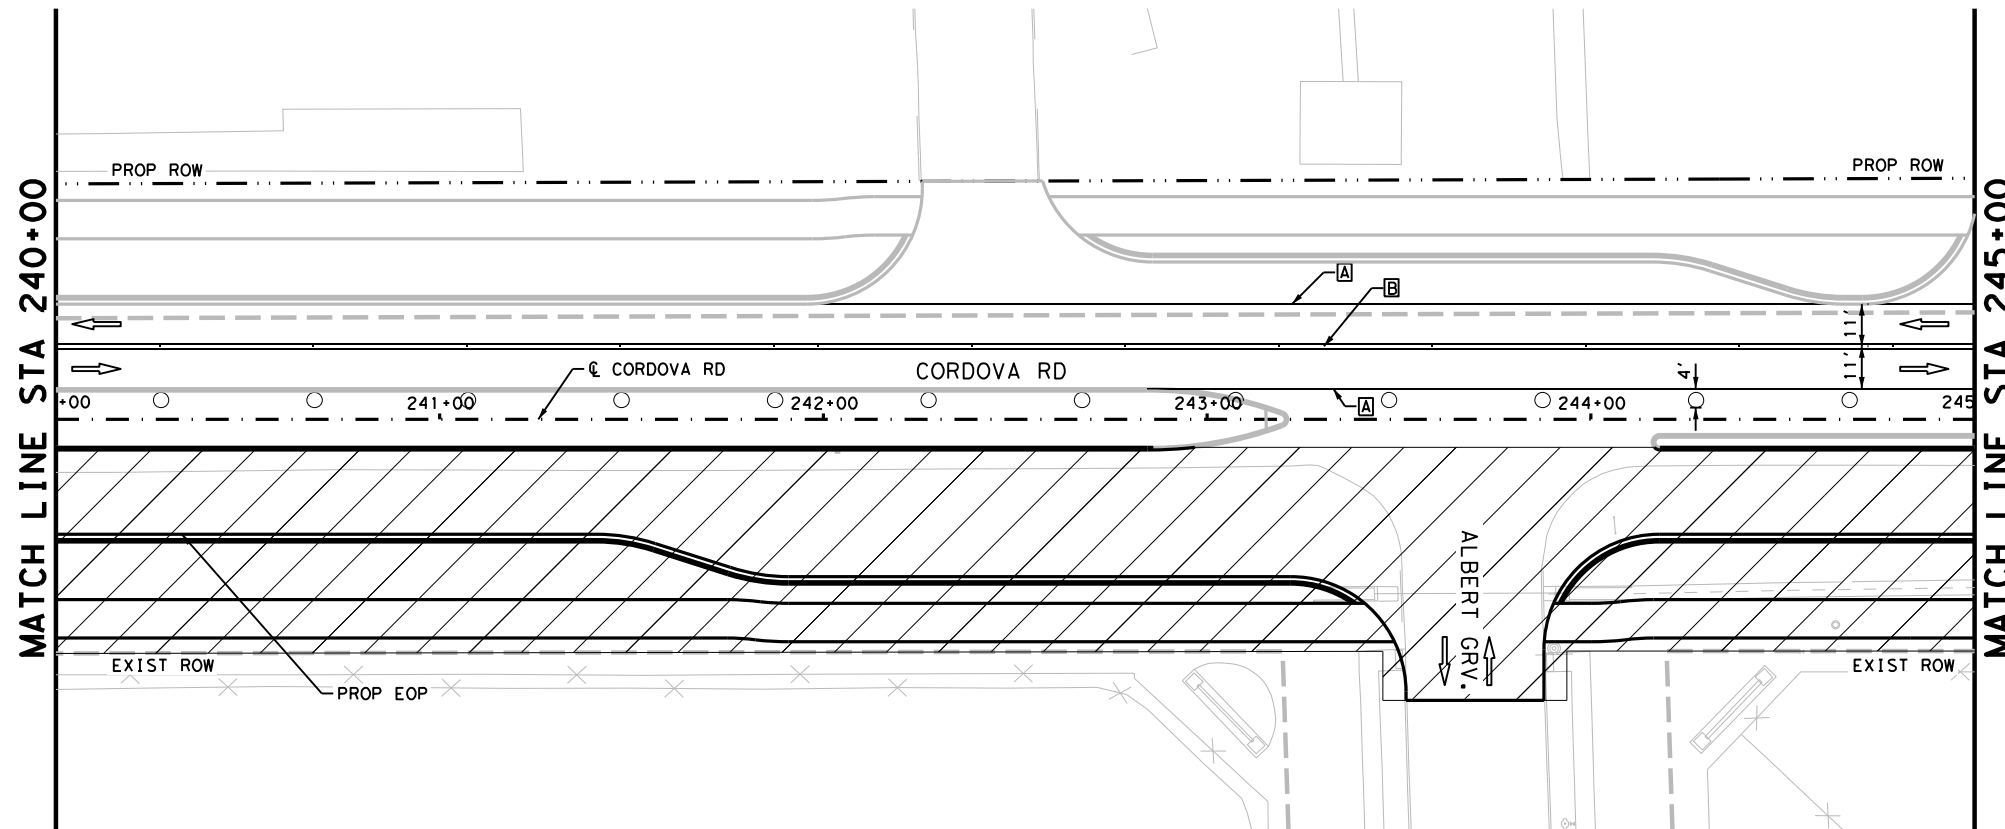 MATCH LINE STA 240+00
PROP ROW
PROP ROW
A
B
11'
11'
4'
℄ CORDOVA RD
CORDOVA RD
A
+00
241+00
242+00
243+00
244+00
245
ALBERT GRV.
EXIST ROW
EXIST ROW
PROP EOP
MATCH LINE STA 245+00